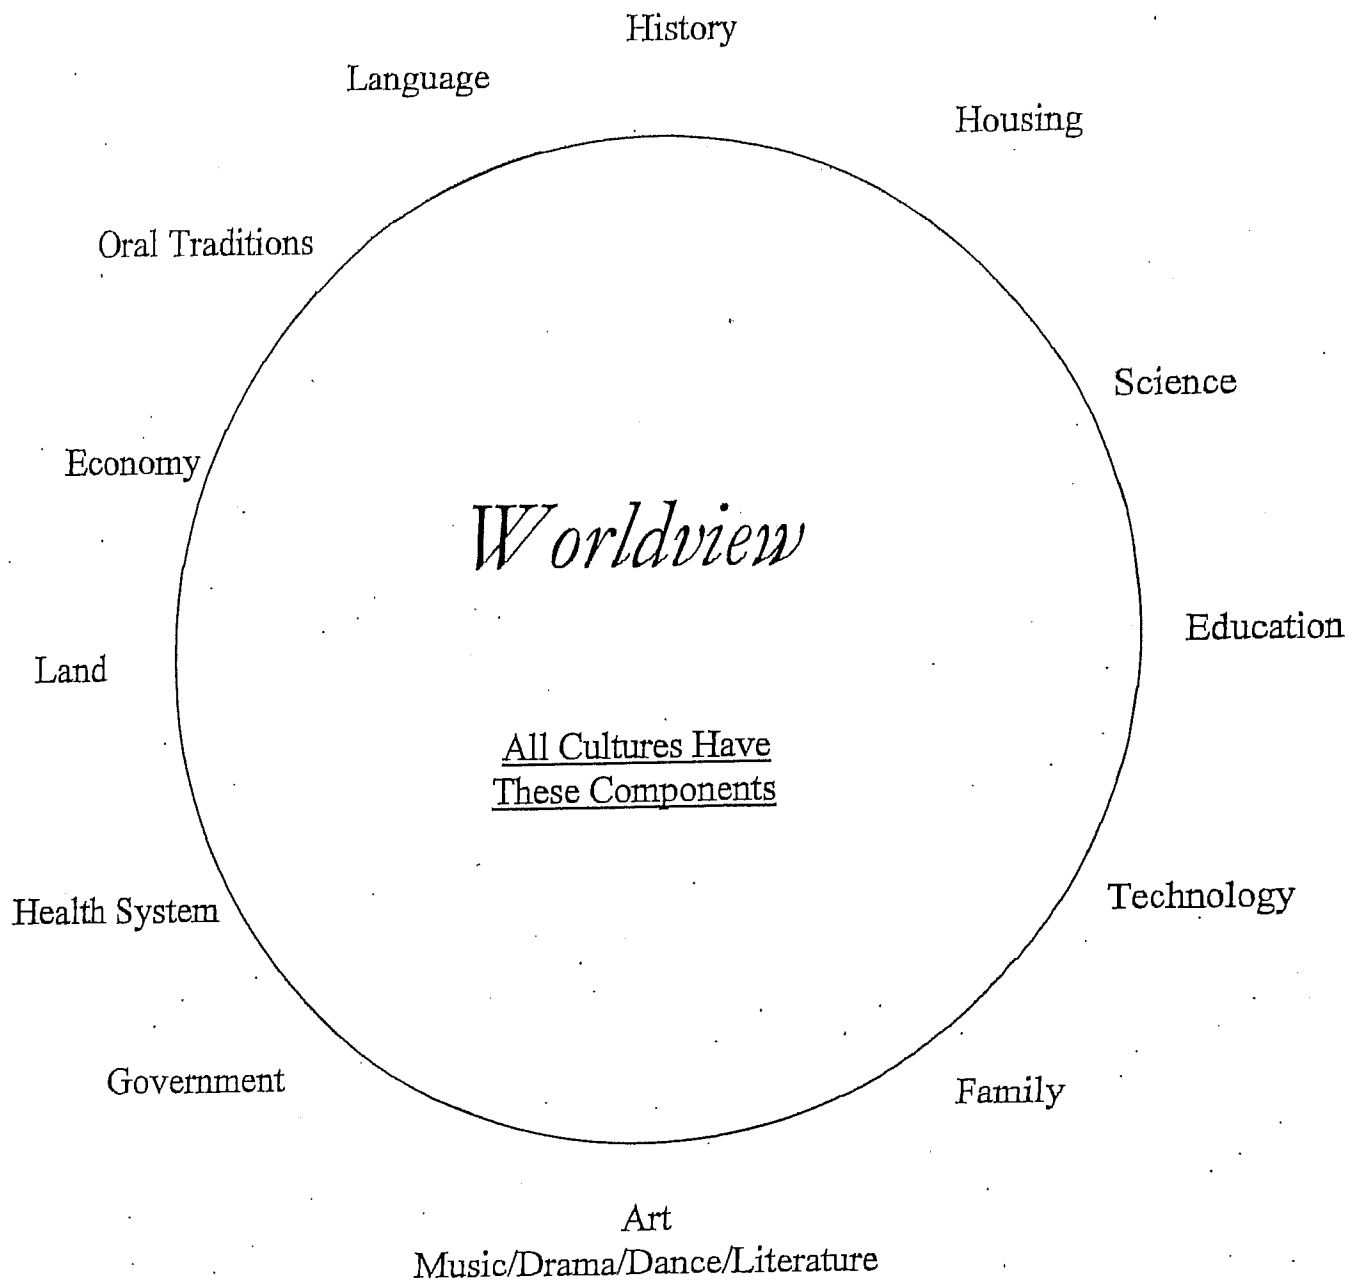 History
Language
Housing
Oral Traditions
Science
Economy
Worldview
Education
Land
All Cultures Have
These Components
Technology
Health System
Government
Family
Art
Music/Drama/Dance/Literature